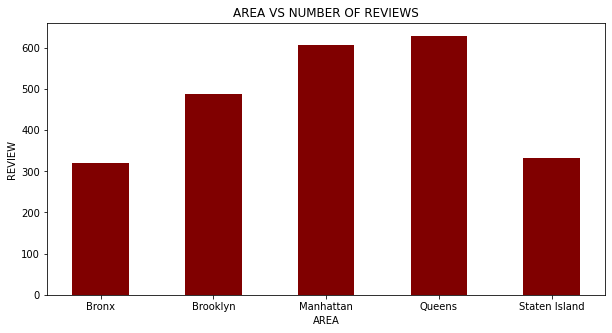 AREA VS NUMBER OF REVIEWS
600
500
400
300
200
100
0
REVIEW
Bronx Brooklyn Manhattan Queens Staten Island
AREA